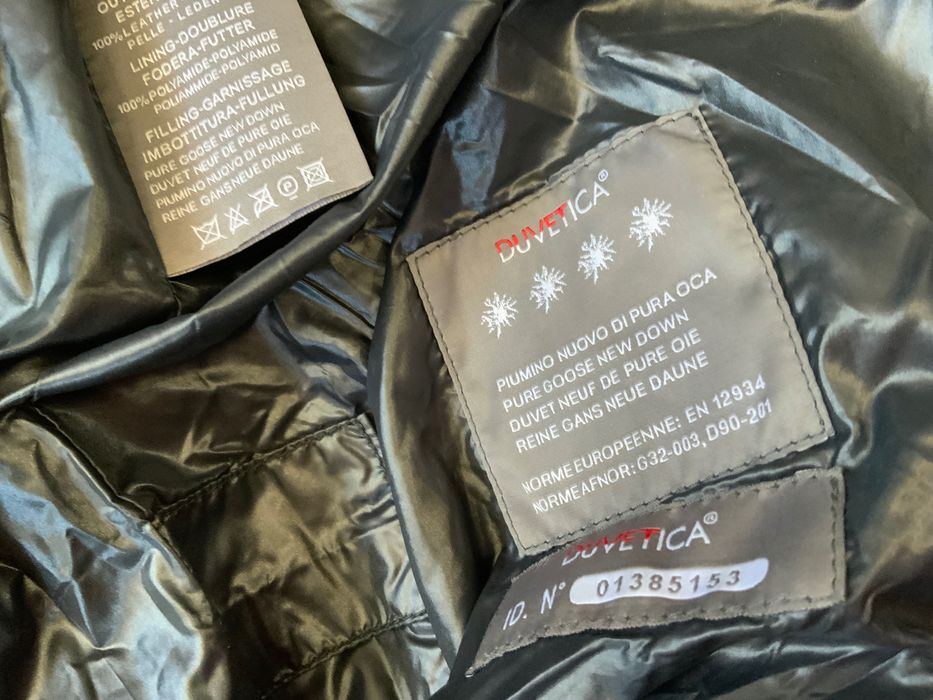 ESTER
100% LEATHER
PELLE - LEDER
LINING-DOUBLURE
FODERA-FUTTER
100% POLYAMIDE-POLYAMIDE
POLIAMMIDE-POLYAMID
FILLING-GARNISSAGE
IMBOTTITURA-FULLUNG
PURE GOOSE NEW DOWN
DUVET NEUF DE PURE OIE
PIUMINO NUOVO DI PURA OCA
REINE GANS NEUE DAUNE
P
DUVETICA®
PIUMINO NUOVO DI PURA OCA
PURE GOOSE NEW DOWN
DUVET NEUF DE PURE OIE
REINE GANS NEUE DAUNE
NORME EUROPEENNE: EN 12934
NORME AFNOR: G32-003, D90-201
DUVETICA®
ID. N° 01385153